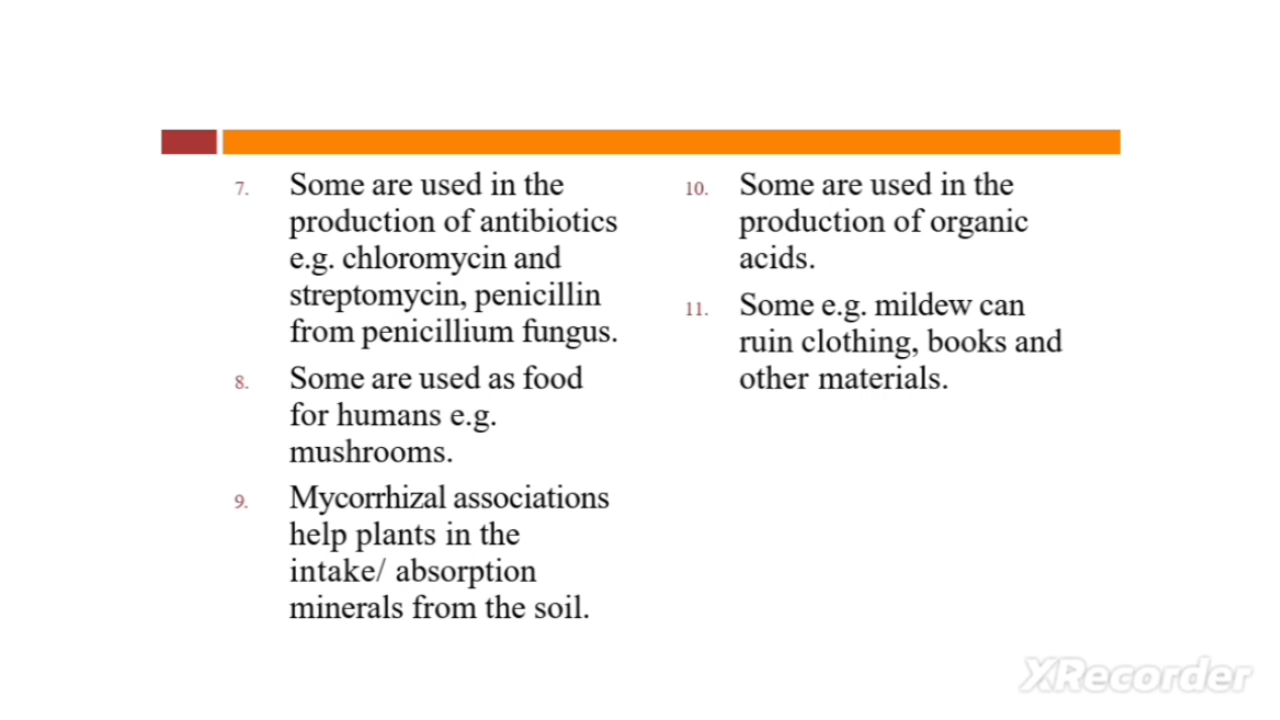 7. Some are used in the
production of antibiotics
e.g. chloromycin and
streptomycin, penicillin
from penicillium fungus.
8. Some are used as food
for humans e.g.
mushrooms.
9. Mycorrhizal associations
help plants in the
intake/ absorption
minerals from the soil.
10. Some are used in the
production of organic
acids.
11. Some e.g. mildew can
ruin clothing, books and
other materials.
XRecorder